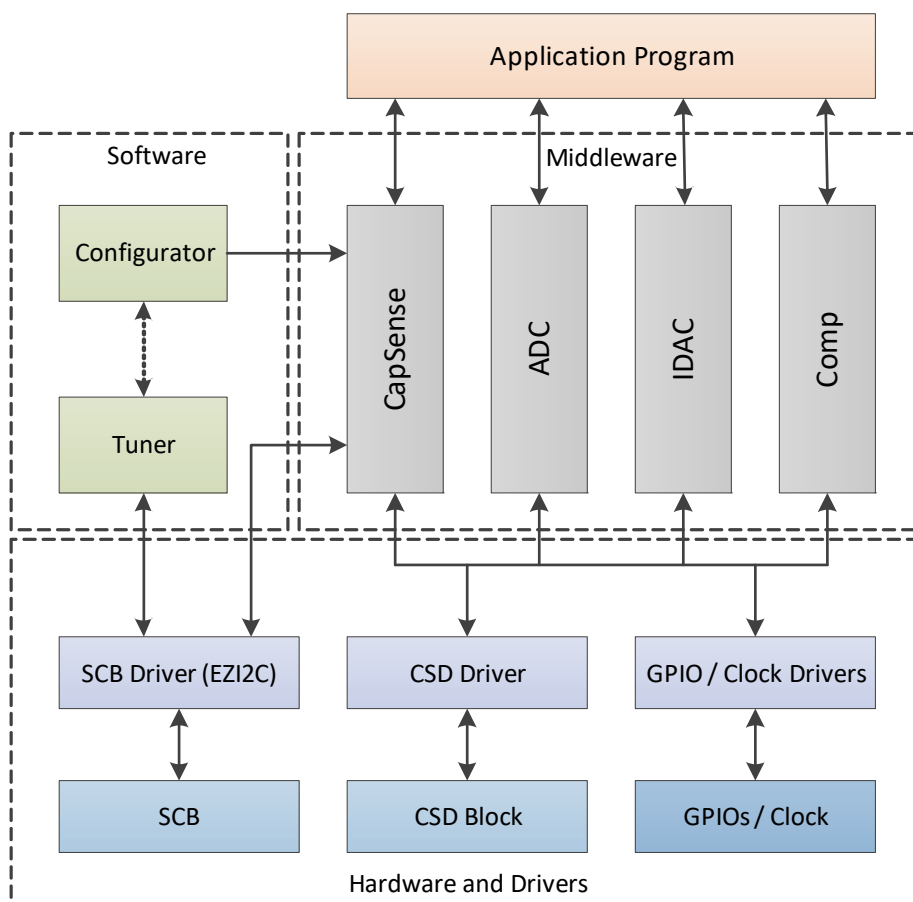 Application Program
Software
Middleware
Configurator
Tuner
CapSense
ADC
IDAC
Comp
SCB Driver (EZI2C)
CSD Driver
GPIO / Clock Drivers
SCB
CSD Block
GPIOs / Clock
Hardware and Drivers